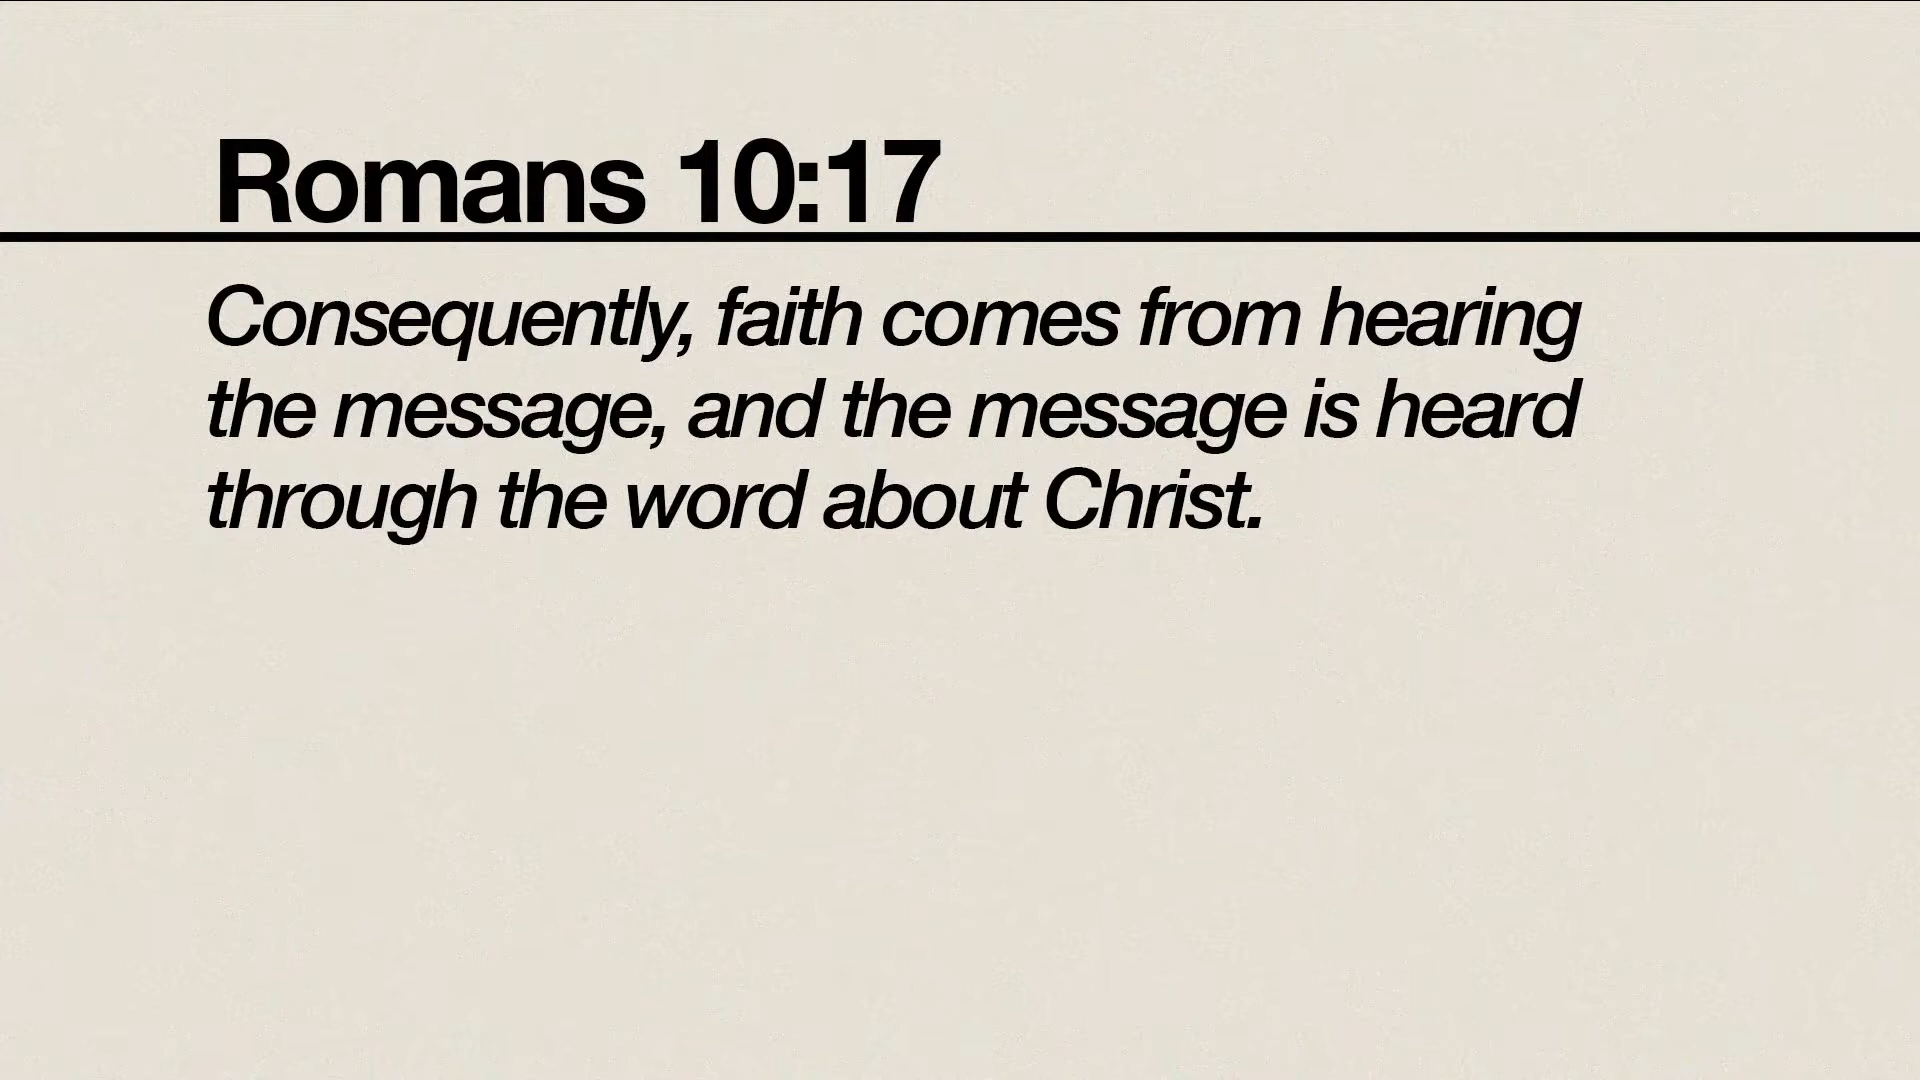 Romans 10:17
Consequently, faith comes from hearing
the message, and the message is heard
through the word about Christ.